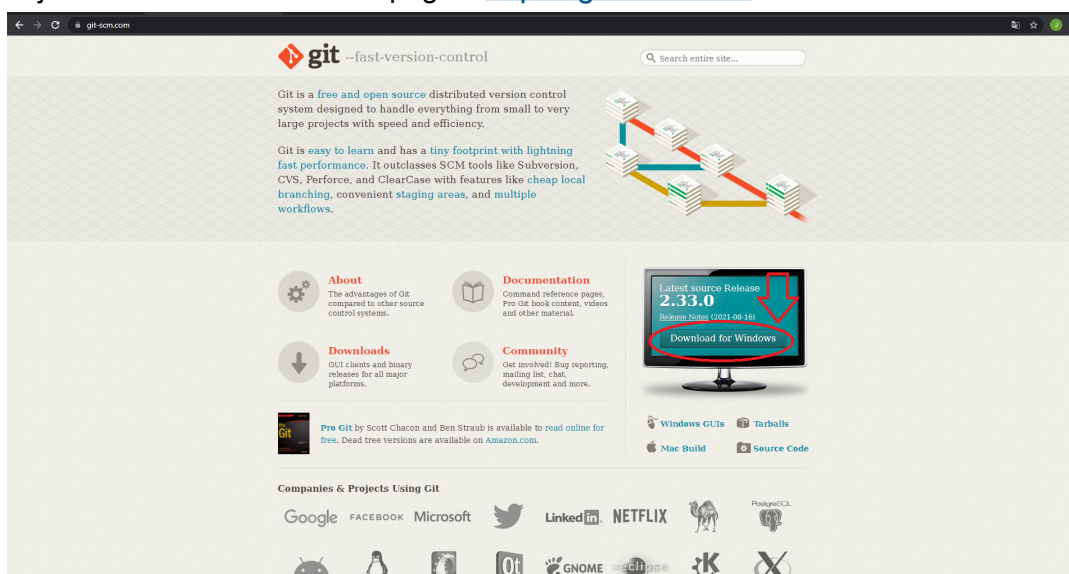 git-scm.com
git --fast-version-control
Search entire site...
Git is a free and open source distributed version control
system designed to handle everything from small to very
large projects with speed and efficiency.
Git is easy to learn and has a tiny footprint with lightning
fast performance. It outclasses SCM tools like Subversion,
CVS, Perforce, and ClearCase with features like cheap local
branching, convenient staging areas, and multiple
workflows.
About
The advantages of Git
compared to other source
control systems.
Documentation
Command reference pages,
Pro Git book content, videos
and other material.
Downloads
GUI clients and binary
releases for all major
platforms.
Community
Get involved! Bug reporting,
mailing list, chat,
development and more.
Latest source Release
2.33.0
Release Notes (2021-08-16)
Download for Windows
Pro Git by Scott Chacon and Ben Straub is available to read online for
free. Dead tree versions are available on Amazon.com.
Windows GUIs
Tarballs
Mac Build
Source Code
Companies & Projects Using Git
Google
FACEBOOK
Microsoft
Linked in
NETFLIX
PostgreSQL
Qt
GNOME
eclipse